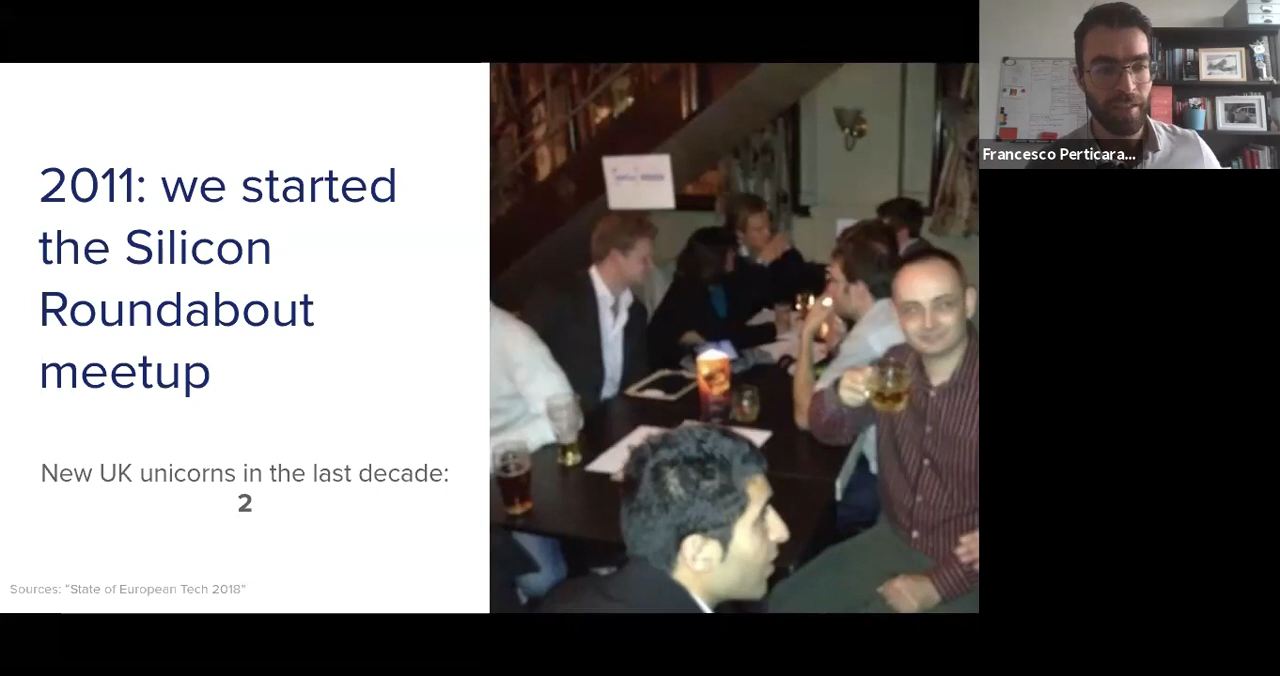 2011: we started
the Silicon
Roundabout
meetup
New UK unicorns in the last decade:
2
Sources: "State of European Tech 2018"
Francesco Perticara...